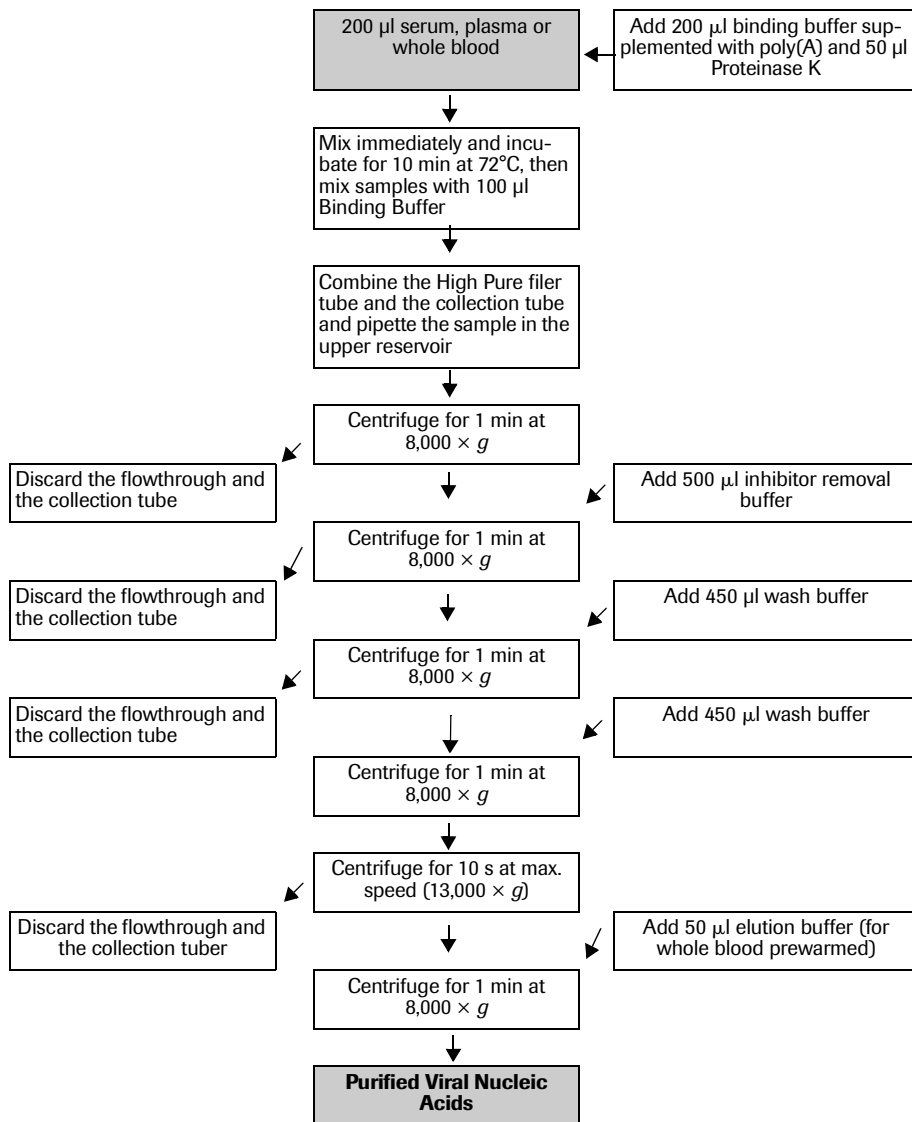 200 µl serum, plasma or
whole blood
Add 200 µl binding buffer sup-
plemented with poly(A) and 50 µl
Proteinase K
Mix immediately and incu-
bate for 10 min at 72°C, then
mix samples with 100 µl
Binding Buffer
Combine the High Pure filer
tube and the collection tube
and pipette the sample in the
upper reservoir
Centrifuge for 1 min at
8,000 × g
Discard the flowthrough and
the collection tube
Add 500 µl inhibitor removal
buffer
Centrifuge for 1 min at
8,000 × g
Discard the flowthrough and
the collection tube
Add 450 µl wash buffer
Centrifuge for 1 min at
8,000 × g
Discard the flowthrough and
the collection tube
Add 450 µl wash buffer
Centrifuge for 1 min at
8,000 × g
Centrifuge for 10 s at max.
speed (13,000 × g)
Discard the flowthrough and
the collection tuber
Add 50 µl elution buffer (for
whole blood prewarmed)
Centrifuge for 1 min at
8,000 × g
Purified Viral Nucleic
Acids